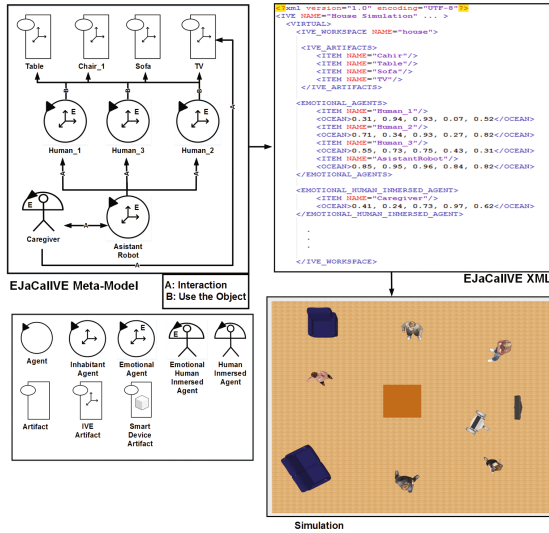 Table
Chair_1
Sofa
TV
A
B
B
B
E
E
E
Human_1
Human_3
Human_2
A
A
A
E
A
E
Caregiver
Asistant
Robot
A
EJaCalIVE Meta-Model
A: Interaction
B: Use the Object
<?xml version="1.0" encoding="UTF-8"?>
<IVE NAME="House Simulation" ... >
<VIRTUAL>
<IVE_WORKSPACE NAME="house">
<IVE_ARTIFACTS>
<ITEM NAME="Cahir"/>
<ITEM NAME="Table"/>
<ITEM NAME="Sofa"/>
<ITEM NAME="TV"/>
</IVE_ARTIFACTS>
<EMOTIONAL_AGENTS>
<ITEM NAME="Human_1"/>
<OCEAN>0.31, 0.94, 0.93, 0.07, 0.52</OCEAN>
<ITEM NAME="Human_2"/>
<OCEAN>0.71, 0.34, 0.93, 0.27, 0.82</OCEAN>
<ITEM NAME="Human_3"/>
<OCEAN>0.55, 0.73, 0.75, 0.43, 0.31</OCEAN>
<ITEM NAME="AsistantRobot"/>
<OCEAN>0.85, 0.95, 0.96, 0.84, 0.82</OCEAN>
</EMOTIONAL_AGENTS>
<EMOTIONAL_HUMAN_INMERSED_AGENT>
<ITEM NAME="Caregiver"/>
<OCEAN>0.41, 0.24, 0.73, 0.97, 0.62</OCEAN>
</EMOTIONAL_HUMAN_INMERSED_AGENT>
.
.
.
</IVE_WORKSPACE>
EJaCalIVE XML
E
E
Agent
Inhabitant
Agent
Emotional
Agent
Emotional
Human
Inmersed
Agent
Human
Inmersed
Agent
Artifact
IVE
Artifact
Smart
Device
Artifact
Simulation